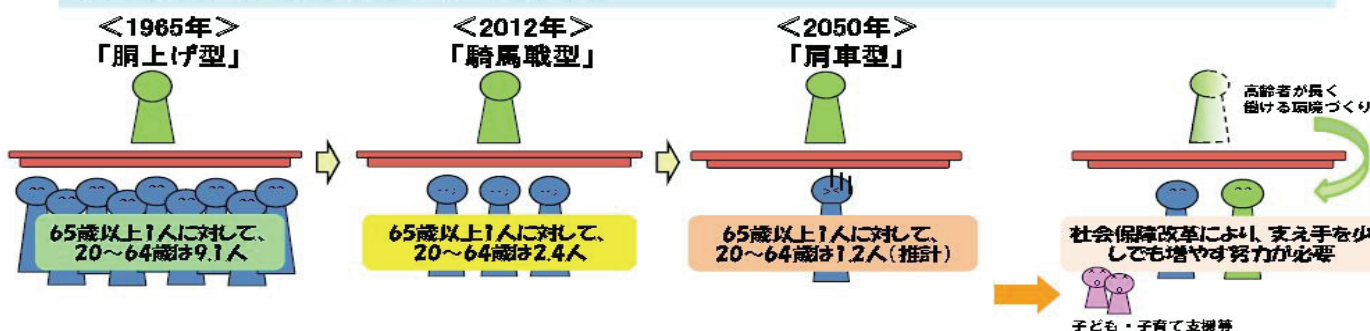 ＜1965年＞
「胴上げ型」
65歳以上1人に対して、
20～64歳は9.1人
＜2012年＞
「騎馬戦型」
65歳以上1人に対して、
20～64歳は2.4人
＜2050年＞
「肩車型」
65歳以上1人に対して、
20～64歳は1.2人（推計）
高齢者が長く
働ける環境づくり
社会保障改革により、支え手を少
しでも増やす努力が必要
子ども・子育て支援等